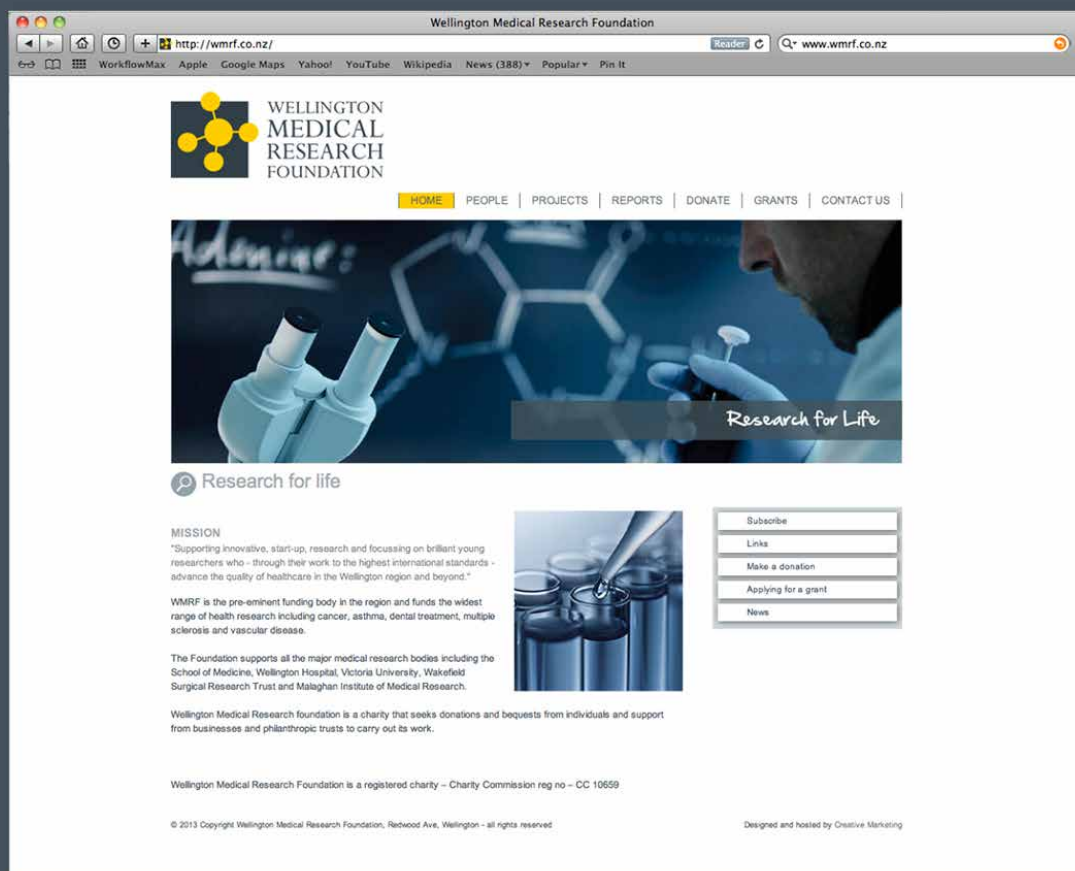 Wellington Medical Research Foundation
http://wmrf.co.nz/
Reader
www.wmrf.co.nz
WorkflowMax Apple Google Maps Yahoo! YouTube Wikipedia News (388) Popular Pin It
WELLINGTON
MEDICAL
RESEARCH
FOUNDATION
HOME PEOPLE PROJECTS REPORTS DONATE GRANTS CONTACT US
Adenine:
Research for Life
Research for life
MISSION
"Supporting innovative, start-up, research and focussing on brilliant young
researchers who - through their work to the highest international standards -
advance the quality of healthcare in the Wellington region and beyond."
WMRF is the pre-eminent funding body in the region and funds the widest
range of health research including cancer, asthma, dental treatment, multiple
sclerosis and vascular disease.
The Foundation supports all the major medical research bodies including the
School of Medicine, Wellington Hospital, Victoria University, Wakefield
Surgical Research Trust and Malaghan Institute of Medical Research.
Wellington Medical Research foundation is a charity that seeks donations and bequests from individuals and support
from businesses and philanthropic trusts to carry out its work.
Subscribe
Links
Make a donation
Applying for a grant
News
Wellington Medical Research Foundation is a registered charity – Charity Commission reg no – CC 10659
© 2013 Copyright Wellington Medical Research Foundation, Redwood Ave, Wellington - all rights reserved
Designed and hosted by Creative Marketing